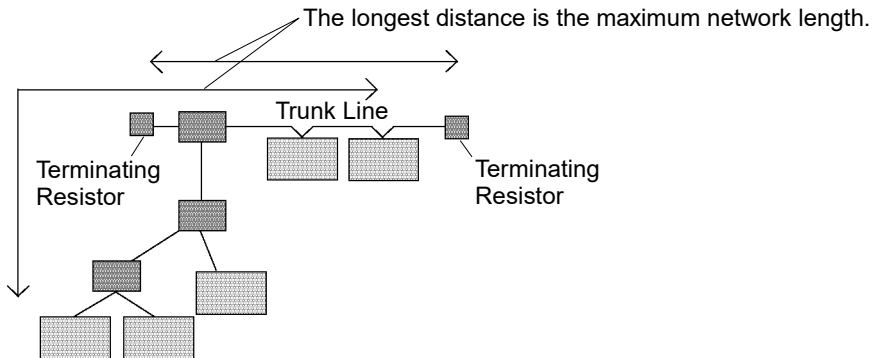 The longest distance is the maximum network length.
Trunk Line
Terminating
Resistor
Terminating
Resistor